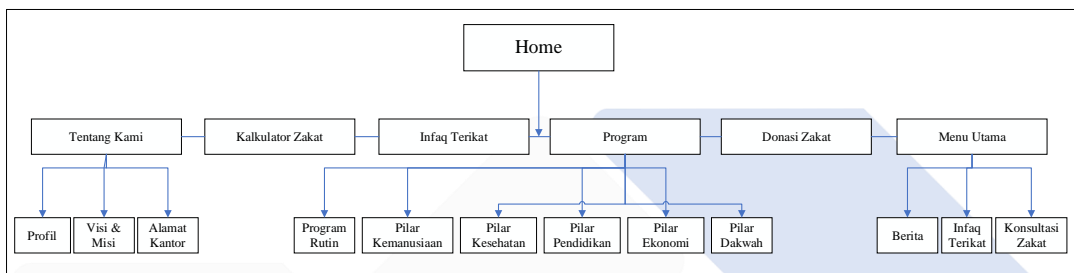 Home
Tentang Kami
Kalkulator Zakat
Infaq Terikat
Program
Donasi Zakat
Menu Utama
Profil
Visi &
Misi
Alamat
Kantor
Program
Rutin
Pilar
Kemanusiaan
Pilar
Kesehatan
Pilar
Pendidikan
Pilar
Ekonomi
Pilar
Dakwah
Berita
Infaq
Terikat
Konsultasi
Zakat